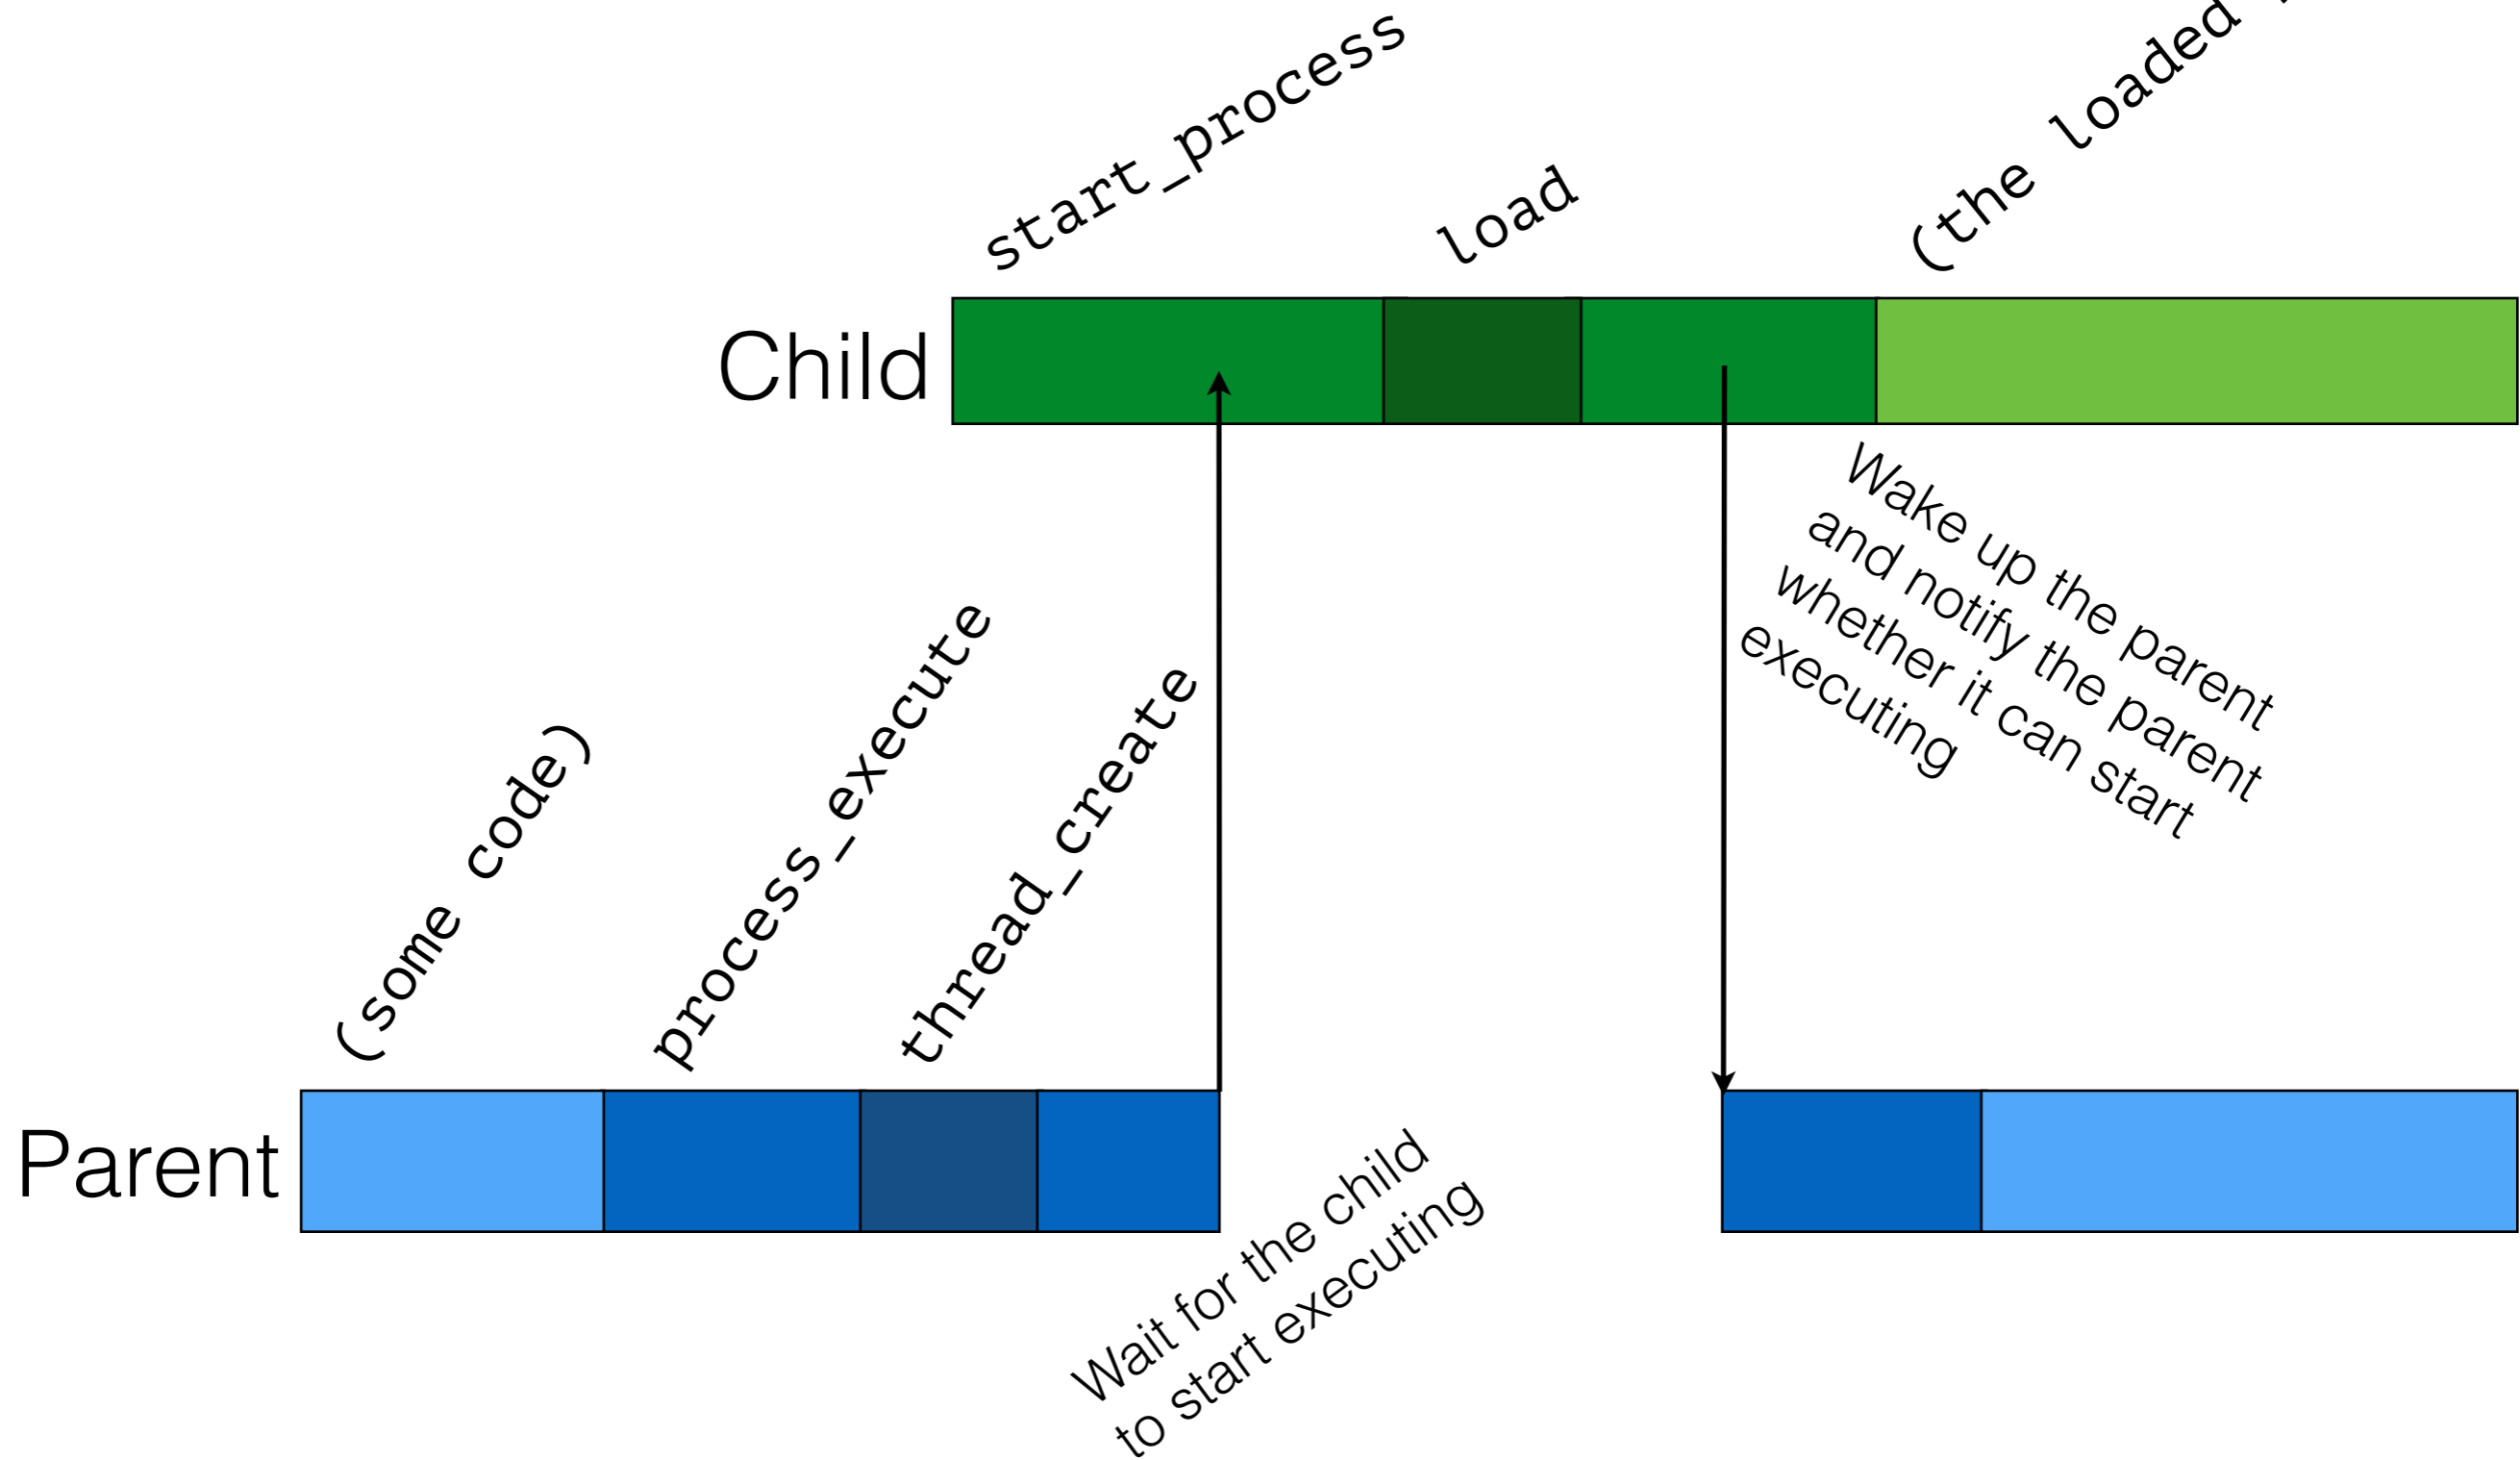 start_process
load
(the loaded
Child
Wake up the parent
and notify the parent
whether it can start
executing
(some code)
process_execute
thread_create
Parent
Wait for the child
to start executing